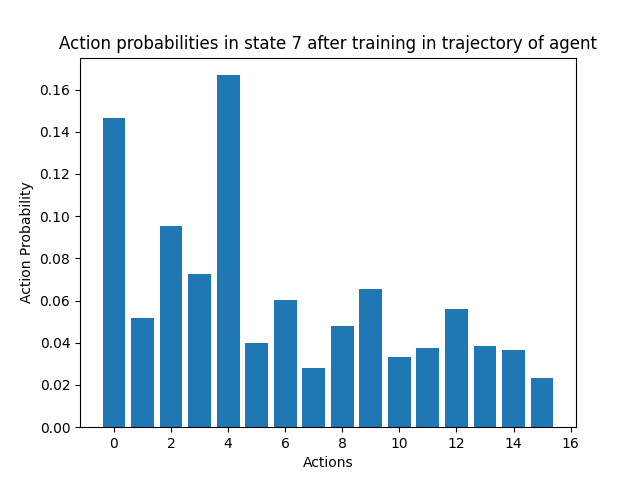 Action probabilities in state 7 after training in trajectory of agent
0.16
0.14
0.12
0.10
0.08
0.06
0.04
0.02
0.00
Action Probability
0 2 4 6 8 10 12 14 16
Actions